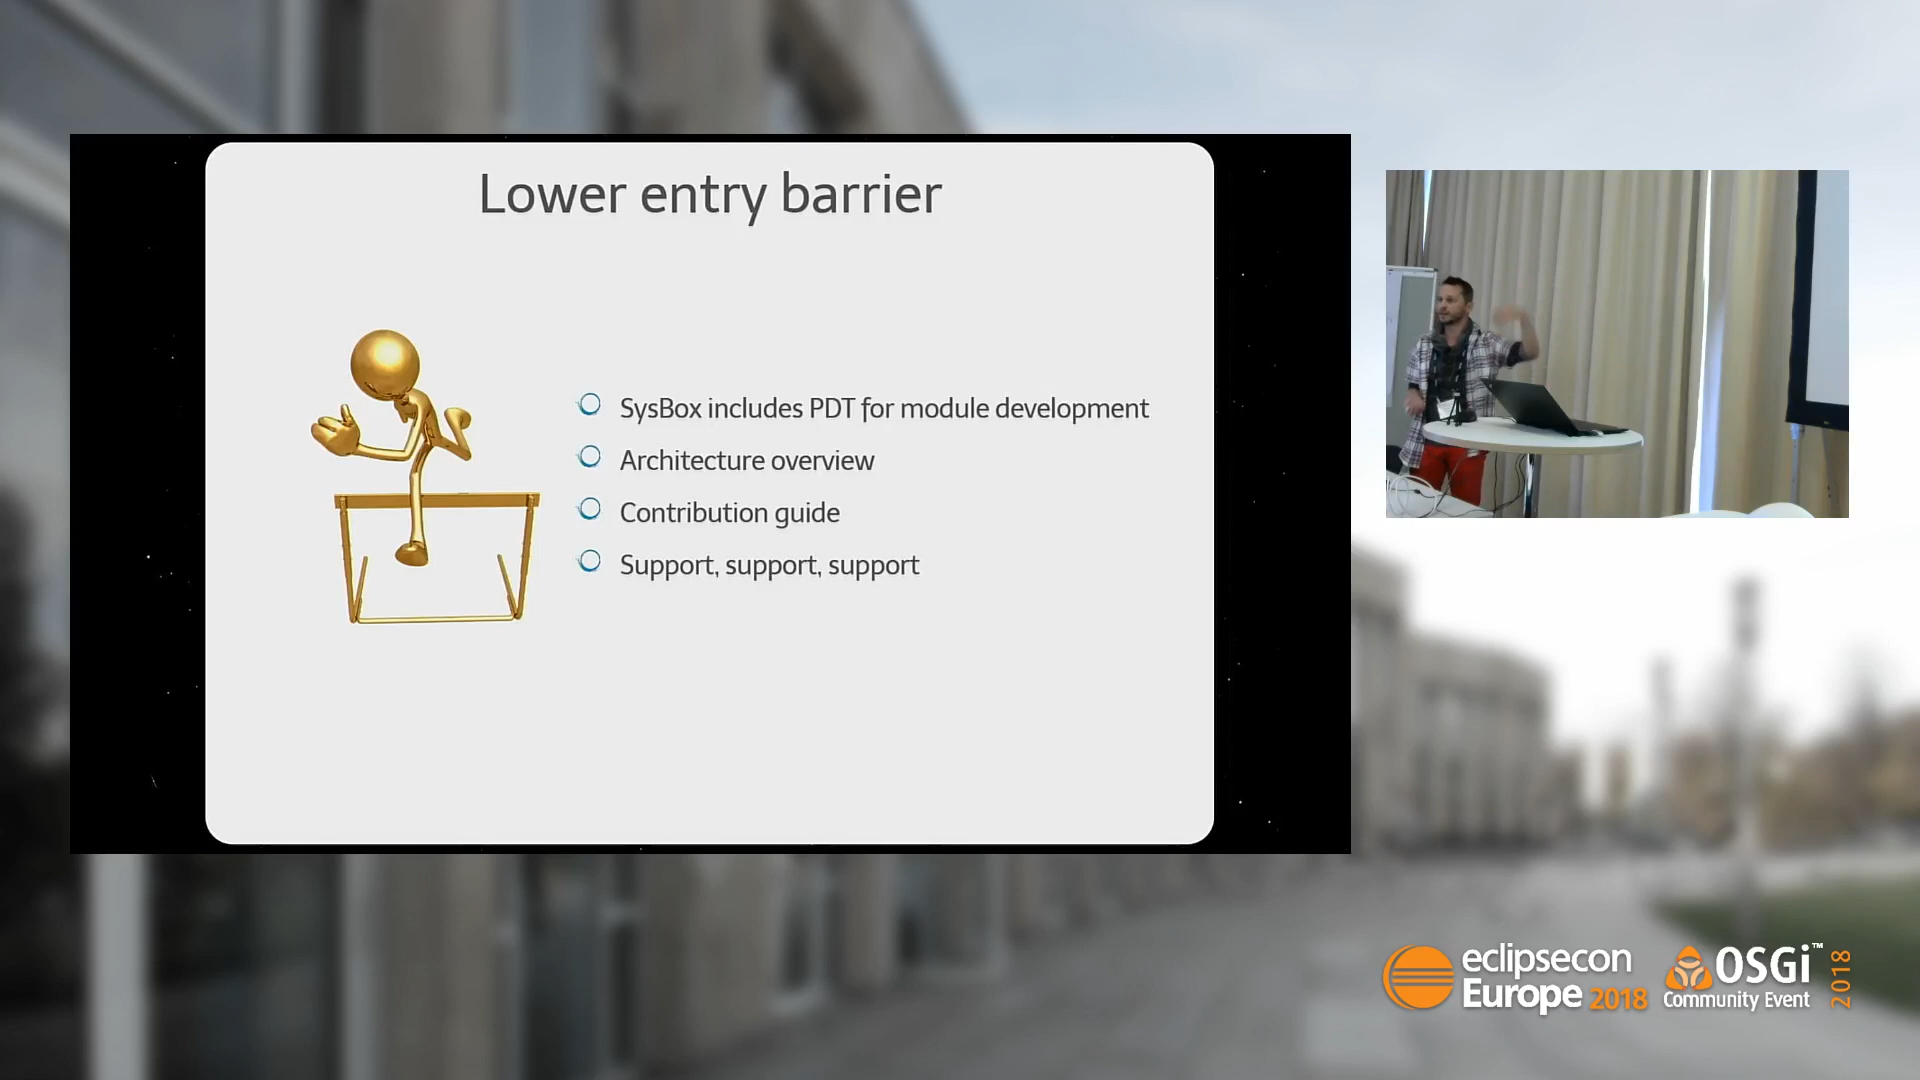 Lower entry barrier
SysBox includes PDT for module development
Architecture overview
Contribution guide
Support, support, support
eclipsecon
Europe 2018
OSGi™
Community Event
2018